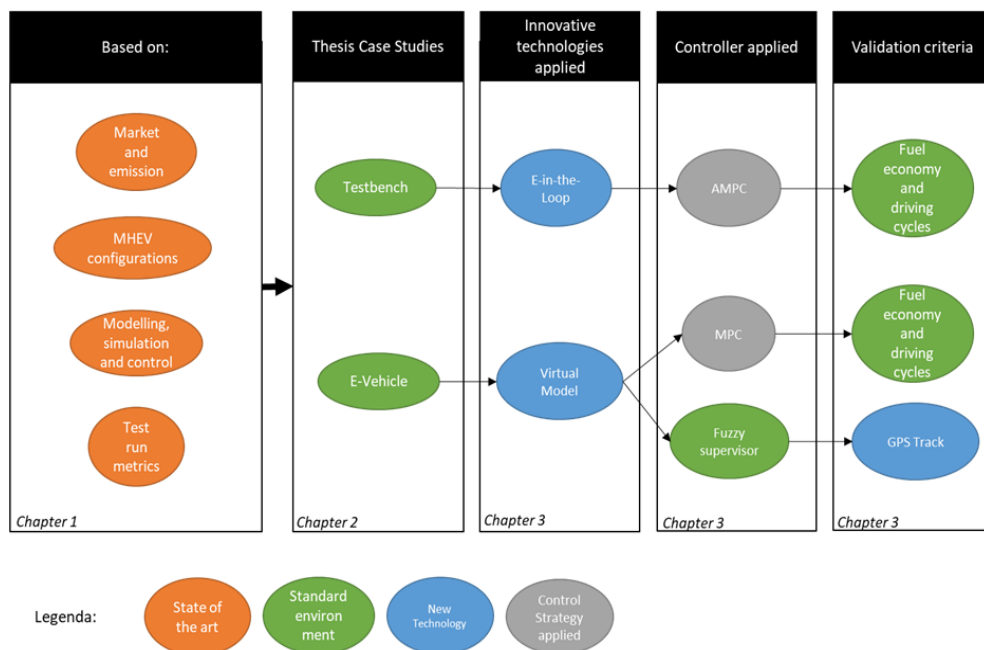 Based on:
Market
and
emission
MHEV
configurations
Modelling,
simulation
and control
Test
run
metrics
Chapter 1
Thesis Case Studies
Testbench
E-Vehicle
Chapter 2
Innovative
technologies
applied
E-in-the-
Loop
Virtual
Model
Chapter 3
Controller applied
AMPC
MPC
Fuzzy
supervisor
Chapter 3
Validation criteria
Fuel
economy
and
driving
cycles
Fuel
economy
and
driving
cycles
GPS Track
Chapter 3
Legenda:
State of
the art
Standard
environ
ment
New
Technology
Control
Strategy
applied